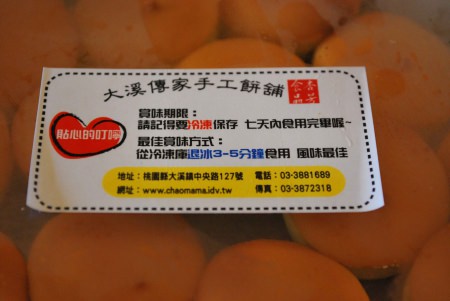 大溪傳家手工餅舖
貼心的叮嚀
賞味期限：
請記得要冷凍保存 七天內食用完畢喔~
最佳賞味方式：
從冷凍庫退冰3-5分鐘食用 風味最佳
地址：桃園縣大溪鎮中央路127號 電話：03-3881689
網址：www.chaomama.idv.tw 傳真：03-3872318